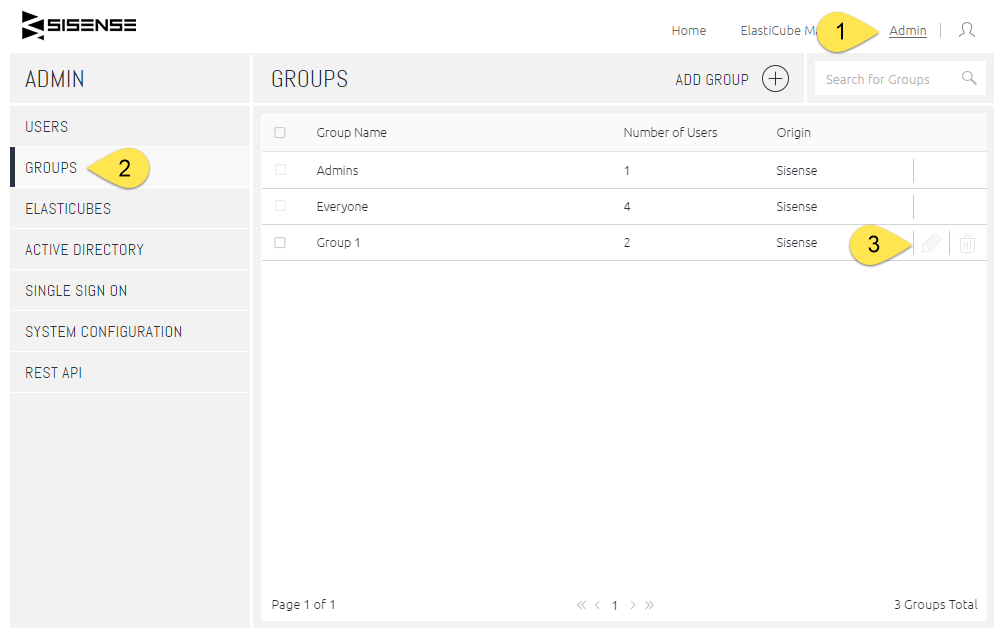 SISENSE
Home ElastiCube Ma 1 Admin
ADMIN
GROUPS ADD GROUP Search for Groups
USERS
GROUPS 2
ELASTICUBES
ACTIVE DIRECTORY
SINGLE SIGN ON
SYSTEM CONFIGURATION
REST API
Group Name Number of Users Origin
Admins 1 Sisense
Everyone 4 Sisense
Group 1 2 Sisense 3
Page 1 of 1 « < 1 > » 3 Groups Total